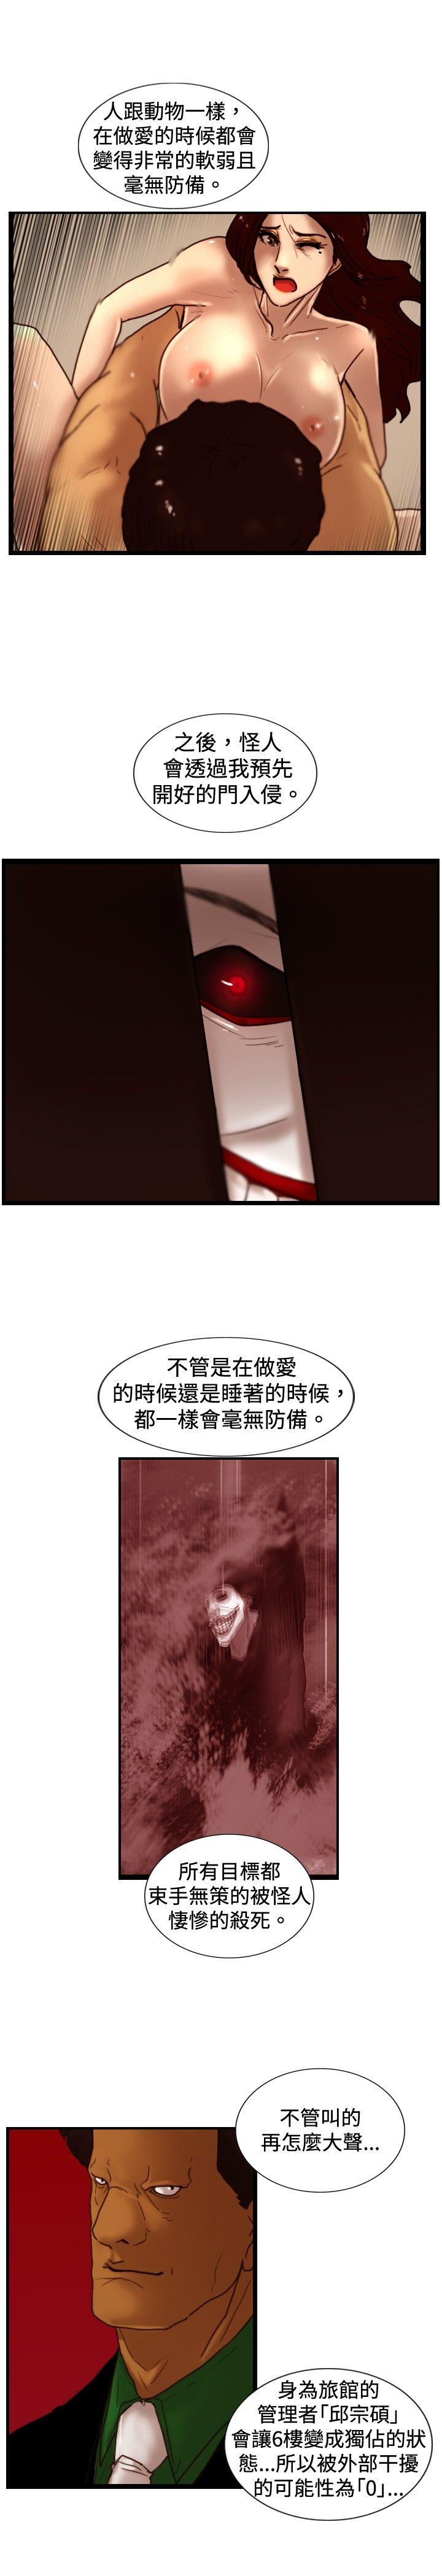 人跟動物一樣，
在做愛的時候都會
變得非常的軟弱且
毫無防備。
之後，怪人
會透過我預先
開好的門入侵。
不管是在做愛
的時候還是睡著的時候，
都一樣會毫無防備。
所有目標都
束手無策的被怪人
悽慘的殺死。
不管叫的
再怎麼大聲...
身為旅館的
管理者「邱宗碩」
會讓6樓變成獨佔的狀
態...所以被外部干擾
的可能性為「0」...